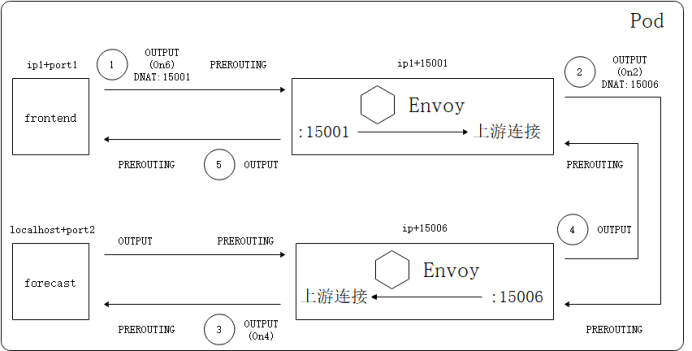 Pod
OUTPUT
(On6)
DNAT:15001
1
PREROUTING
ip1+port1
ip1+15001
OUTPUT
(On2)
DNAT:15006
2
frontend
Envoy
:15001
上游连接
PREROUTING
5
OUTPUT
PREROUTING
localhost+port2
OUTPUT
PREROUTING
ip+15006
4
OUTPUT
forecast
Envoy
上游连接
:15006
PREROUTING
3
OUTPUT
(On4)
PREROUTING